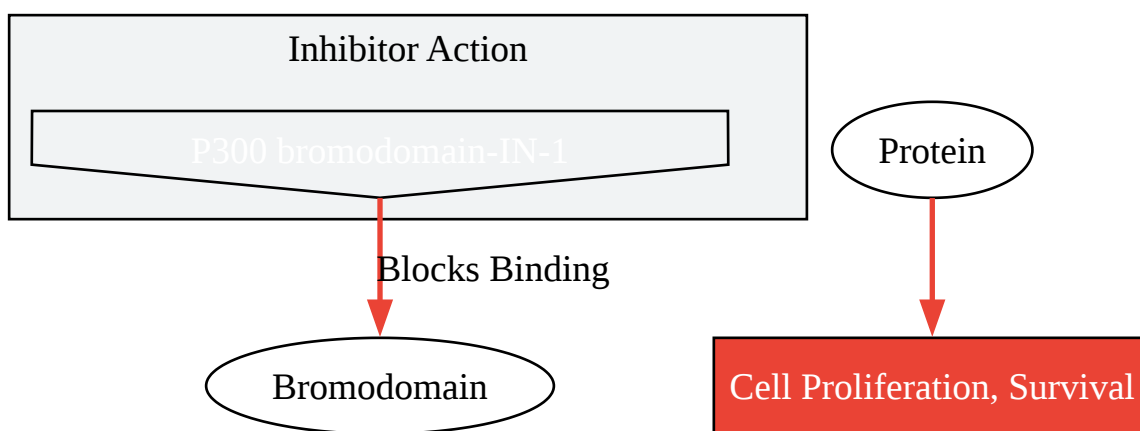 Inhibitor Action
P300 bromodomain-IN-1
Protein
Blocks Binding
Bromodomain
Cell Proliferation, Survival